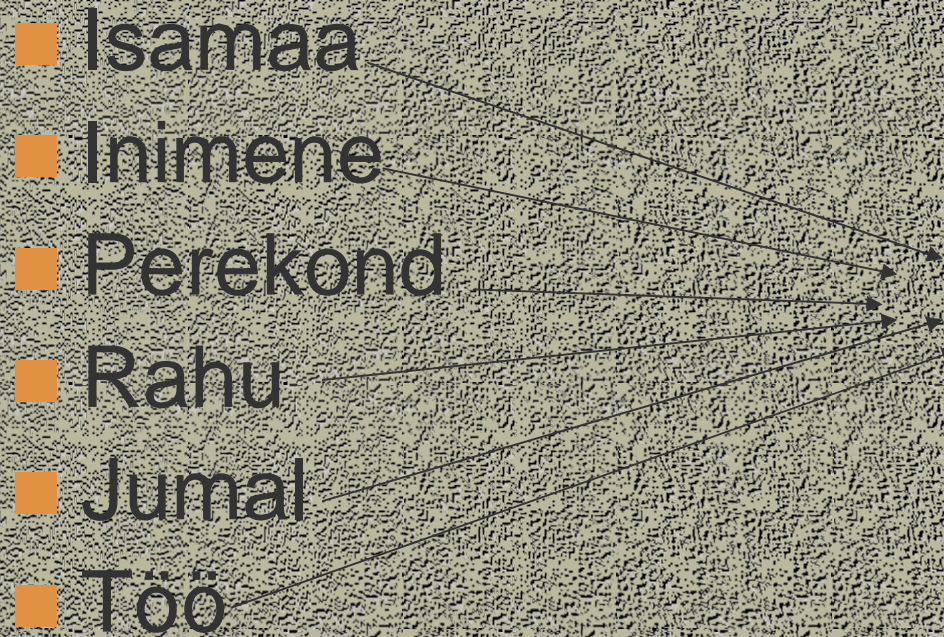 Isamaa
Inimene
Perekond
Rahu
Jumal
Töö